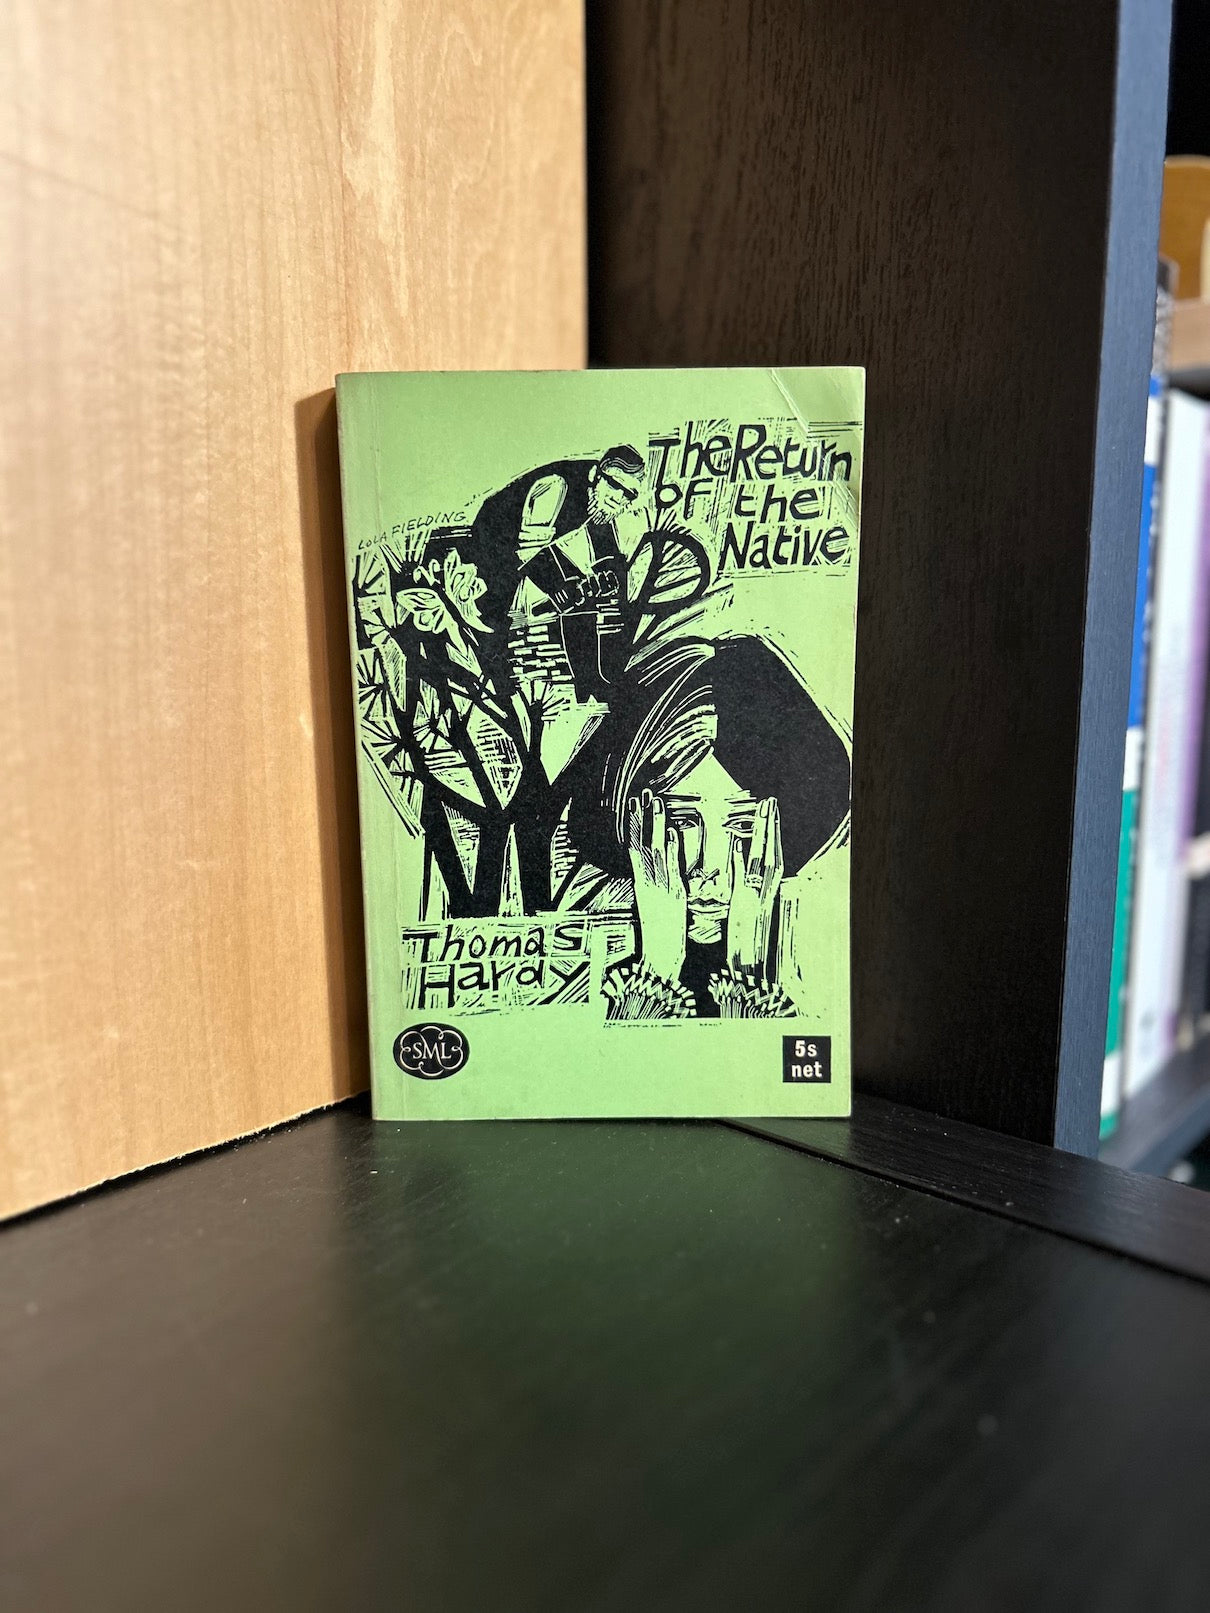 The Return
of the
Native
LOLA FIELDING
Thomas
Hardy
SML
5s
net